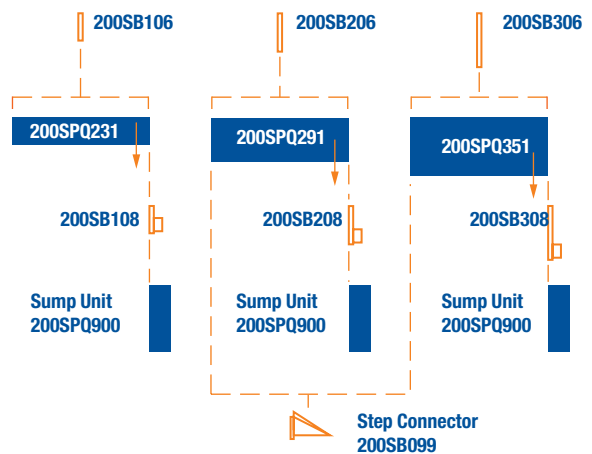 200SB106
200SB206
200SB306
200SPQ231
200SPQ291
200SPQ351
200SB108
200SB208
200SB308
Sump Unit
200SPQ900
Sump Unit
200SPQ900
Sump Unit
200SPQ900
Step Connector
200SB099